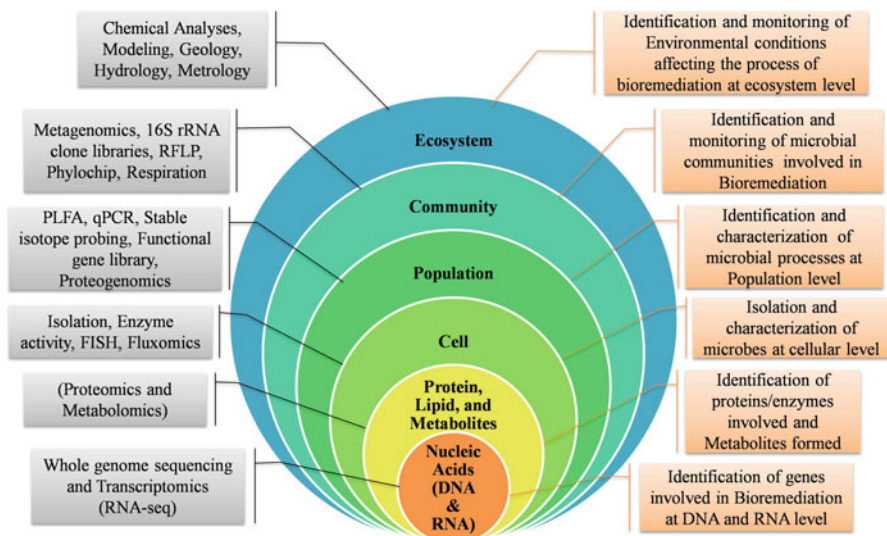 Chemical Analyses,
Modeling, Geology,
Hydrology, Metrology
Identification and monitoring of
Environmental conditions
affecting the process of
bioremediation at ecosystem level
Ecosystem
Metagenomics, 16S rRNA
clone libraries, RFLP,
Phylochip, Respiration
Identification and
monitoring of microbial
communities involved in
Bioremediation
Community
PLFA, qPCR, Stable
isotope probing, Functional
gene library,
Proteogenomics
Identification and
characterization of
microbial processes at
Population level
Population
Isolation, Enzyme
activity, FISH, Fluxomics
Isolation and
characterization of
microbes at cellular level
Cell
(Proteomics and
Metabolomics)
Identification of
proteins/enzymes
involved and
Metabolites formed
Protein,
Lipid, and
Metabolites
Whole genome sequencing
and Transcriptomics
(RNA-seq)
Identification of genes
involved in Bioremediation
at DNA and RNA level
Nucleic
Acids
(DNA
&
RNA)